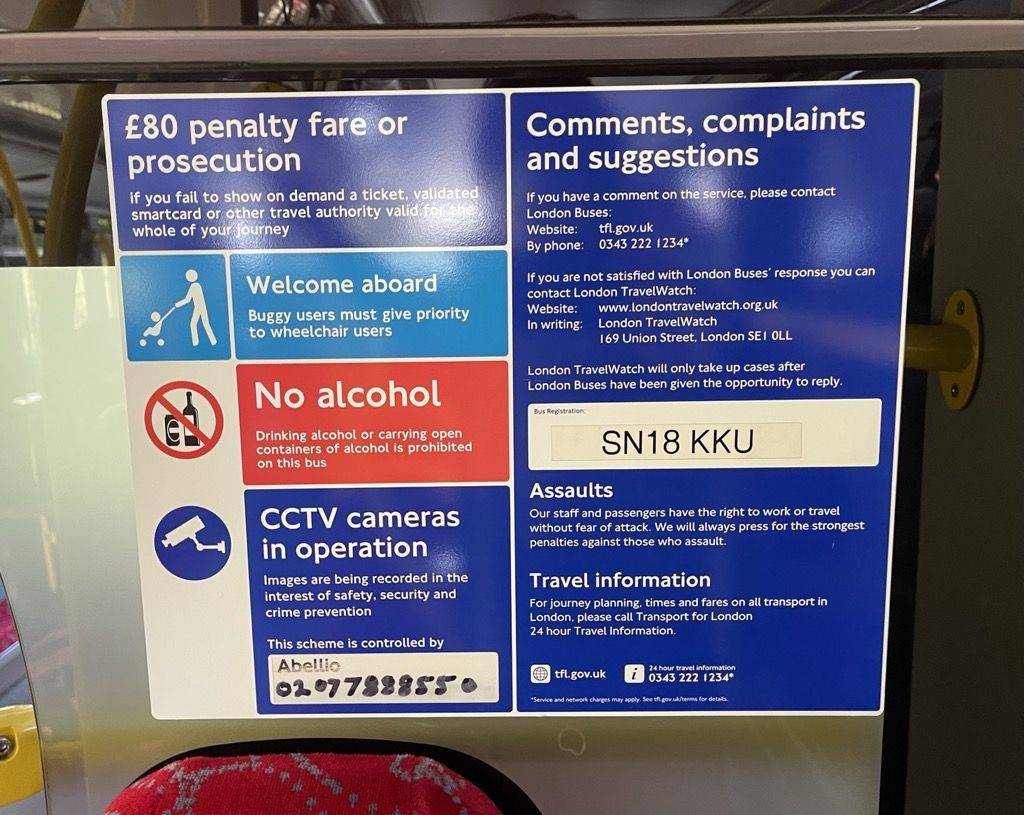 £80 penalty fare or
prosecution
If you fail to show on demand a ticket, validated
smartcard or other travel authority valid for the
whole of your journey
Welcome aboard
Buggy users must give priority
to wheelchair users
No alcohol
Drinking alcohol or carrying open
containers of alcohol is prohibited
on this bus
CCTV cameras
in operation
Images are being recorded in the
interest of safety, security and
crime prevention
This scheme is controlled by
Abellio
02077888550
Comments, complaints
and suggestions
If you have a comment on the service, please contact
London Buses:
Website: tfl.gov.uk
By phone: 0343 222 1234*
If you are not satisfied with London Buses' response you can
contact London TravelWatch:
Website: www.londontravelwatch.org.uk
In writing: London TravelWatch
169 Union Street, London SE1 0LL
London TravelWatch will only take up cases after
London Buses have been given the opportunity to reply.
Bus Registration:
SN18 KKU
Assaults
Our staff and passengers have the right to work or travel
without fear of attack. We will always press for the strongest
penalties against those who assault.
Travel information
For journey planning, times and fares on all transport in
London, please call Transport for London
24 hour Travel Information.
tfl.gov.uk
i
24 hour travel information
0343 222 1234*
*Service and network charges may apply. See tfl.gov.uk/terms for details.